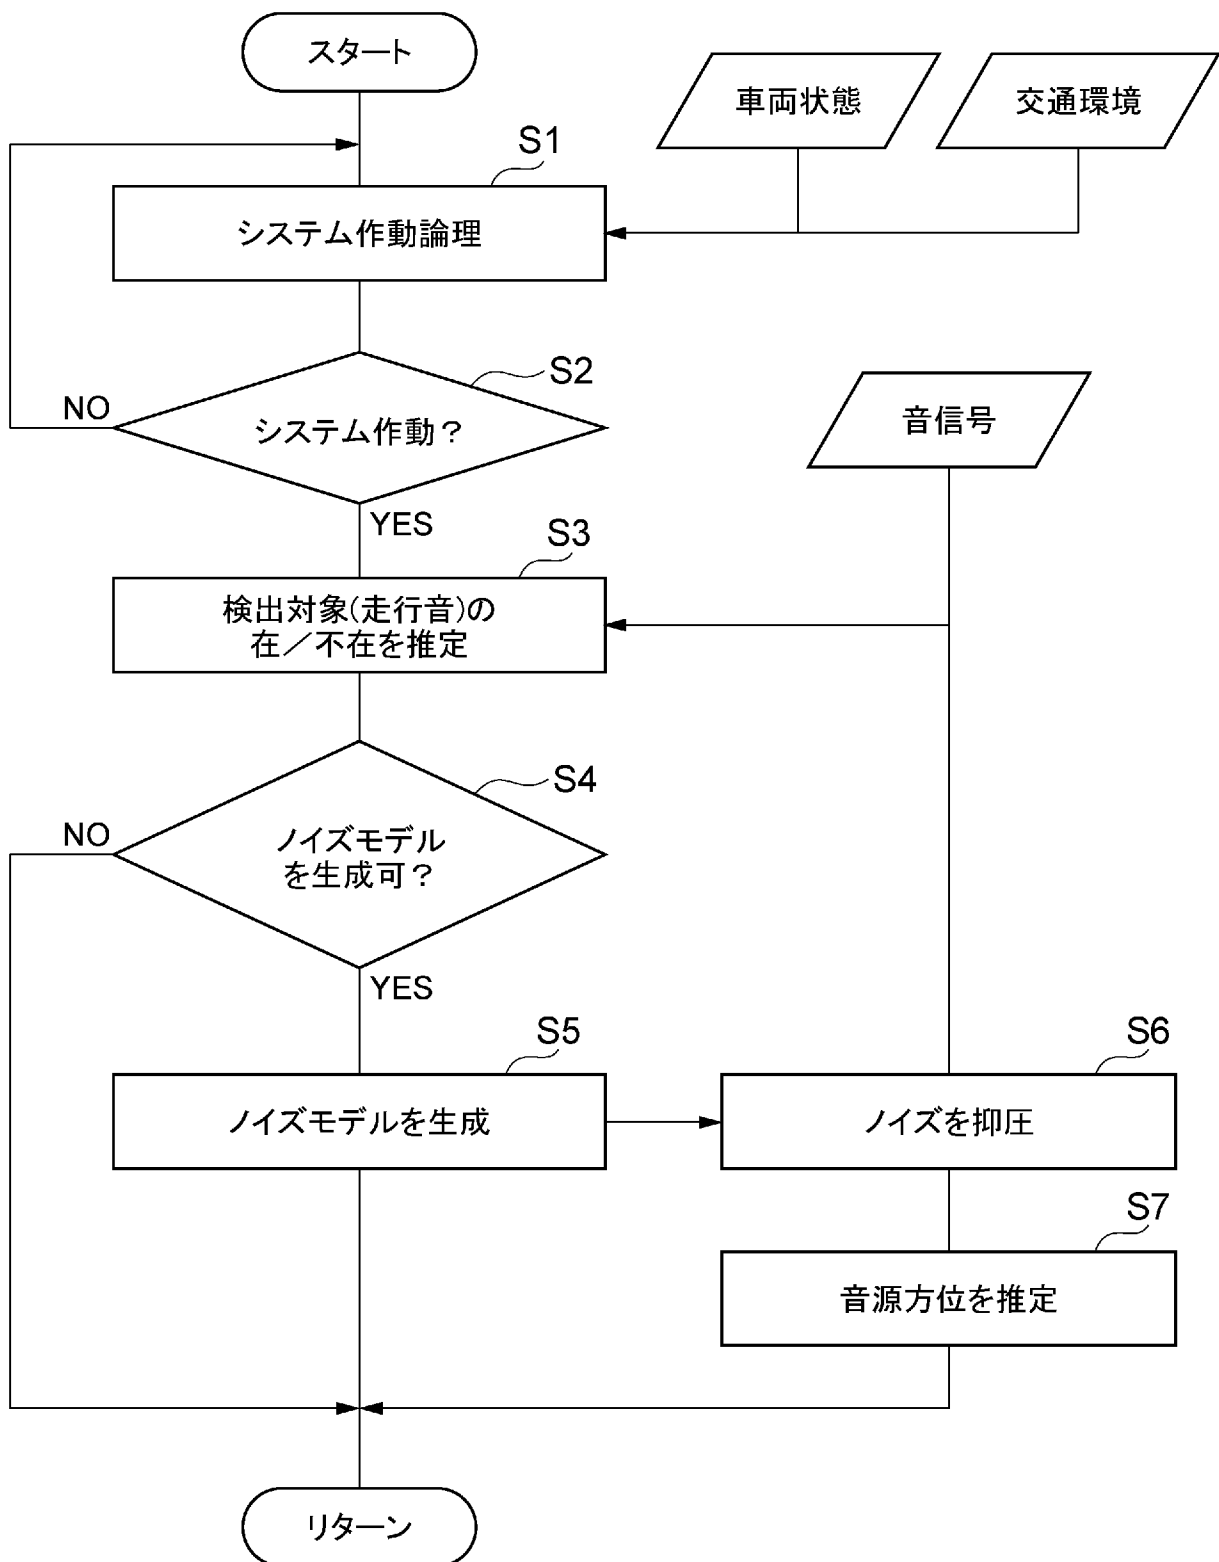 スタート
車両状態
交通環境
S1
システム作動論理
S2
NO
システム作動？
音信号
YES
S3
検出対象(走行音)の
在／不在を推定
S4
NO
ノイズモデル
を生成可？
YES
S5
S6
ノイズモデルを生成
ノイズを抑圧
S7
音源方位を推定
リターン